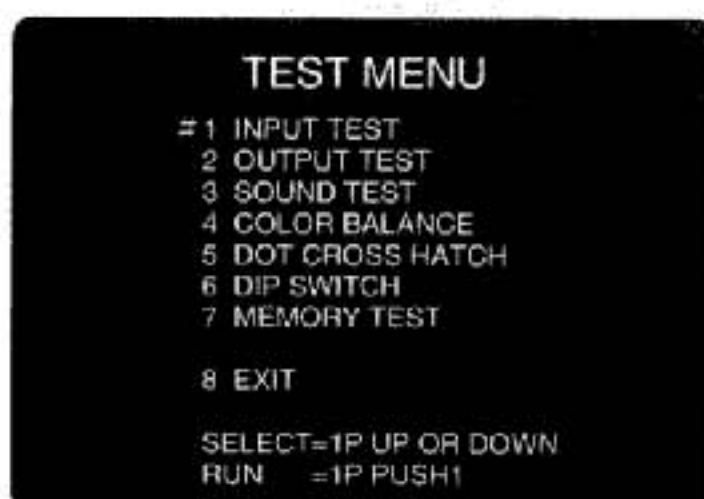 TEST MENU
#1 INPUT TEST
2 OUTPUT TEST
3 SOUND TEST
4 COLOR BALANCE
5 DOT CROSS HATCH
6 DIP SWITCH
7 MEMORY TEST
8 EXIT
SELECT=1P UP OR DOWN
RUN =1P PUSH1